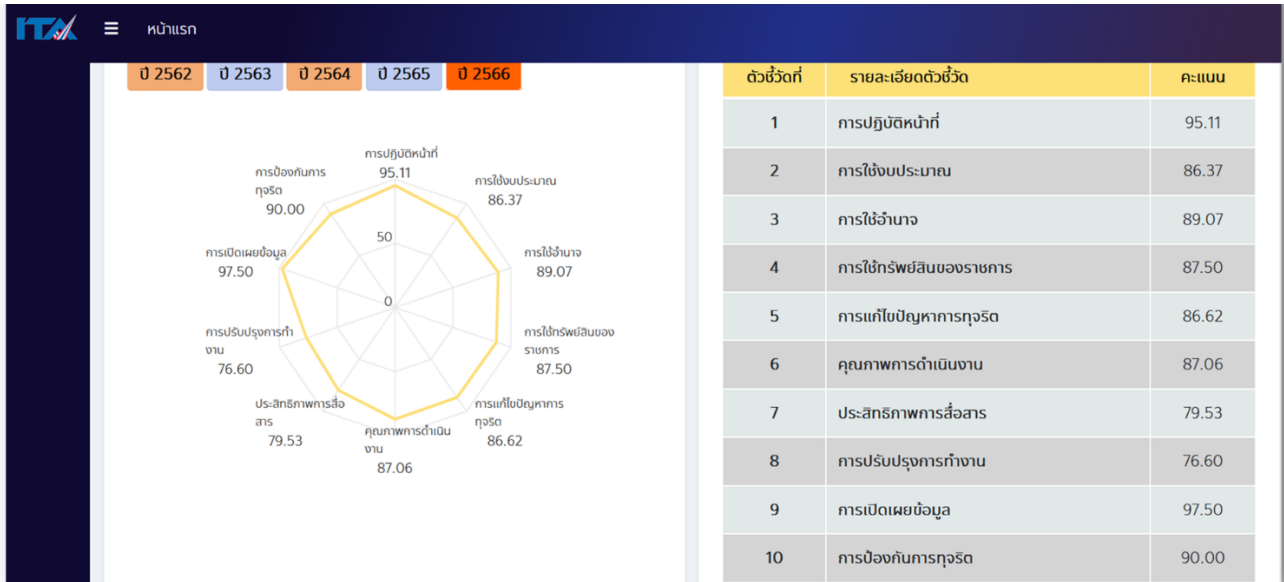 ITA หน้าแรก
ปี 2562 ปี 2563 ปี 2564 ปี 2565 ปี 2566
การปฏิบัติหน้าที่
95.11
การใช้งบประมาณ
86.37
การใช้อำนาจ
89.07
การใช้ทรัพย์สินของ
ราชการ
87.50
การแก้ไขปัญหาการ
ทุจริต
86.62
คุณภาพการดำเนิน
งาน
87.06
ประสิทธิภาพการสื่อ
สาร
79.53
การปรับปรุงการทำ
งาน
76.60
การเปิดเผยข้อมูล
97.50
การป้องกันการ
ทุจริต
90.00
50
0
ตัวชี้วัดที่ รายละเอียดตัวชี้วัด คะแนน
1 การปฏิบัติหน้าที่ 95.11
2 การใช้งบประมาณ 86.37
3 การใช้อำนาจ 89.07
4 การใช้ทรัพย์สินของราชการ 87.50
5 การแก้ไขปัญหาการทุจริต 86.62
6 คุณภาพการดำเนินงาน 87.06
7 ประสิทธิภาพการสื่อสาร 79.53
8 การปรับปรุงการทำงาน 76.60
9 การเปิดเผยข้อมูล 97.50
10 การป้องกันการทุจริต 90.00